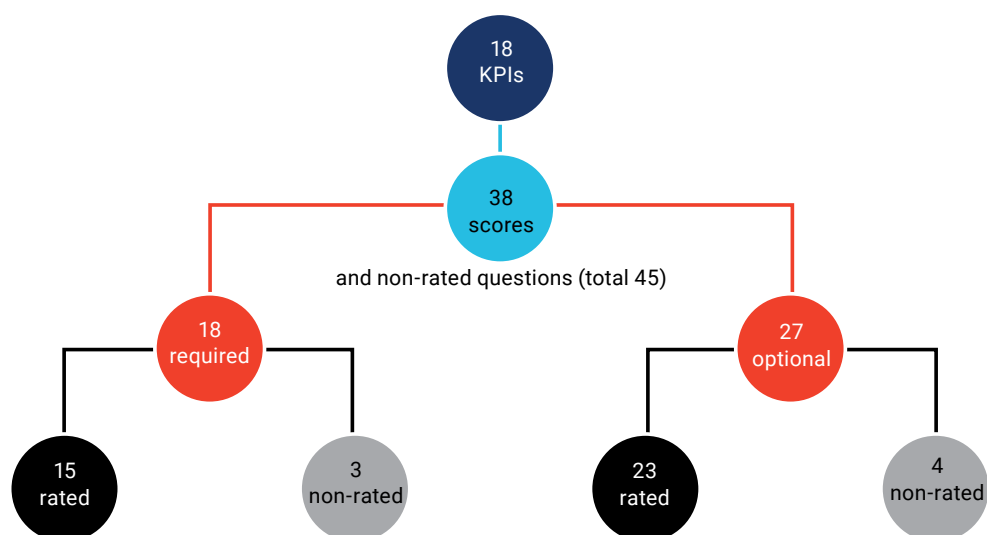 18
KPIs
38
scores
and non-rated questions (total 45)
18
required
27
optional
15
rated
3
non-rated
23
rated
4
non-rated